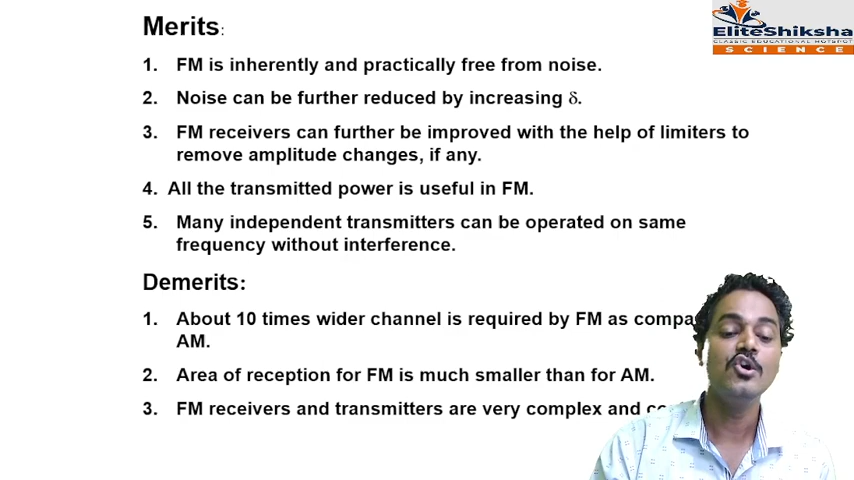 Merits:
EliteShiksha
CLASSIC EDUCATIONAL HOTSPOT
SCIENCE
1. FM is inherently and practically free from noise.
2. Noise can be further reduced by increasing δ.
3. FM receivers can further be improved with the help of limiters to
remove amplitude changes, if any.
4. All the transmitted power is useful in FM.
5. Many independent transmitters can be operated on same
frequency without interference.
Demerits:
1. About 10 times wider channel is required by FM as
AM.
2. Area of reception for FM is much smaller than for AM.
3. FM receivers and transmitters are very complex and